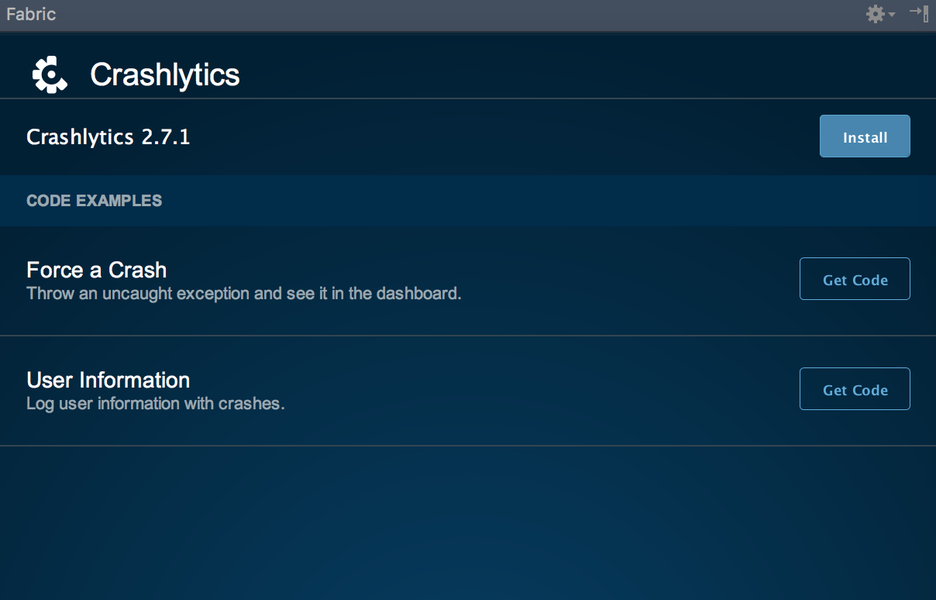 Fabric
Crashlytics
Crashlytics 2.7.1
Install
CODE EXAMPLES
Force a Crash
Throw an uncaught exception and see it in the dashboard.
Get Code
User Information
Log user information with crashes.
Get Code